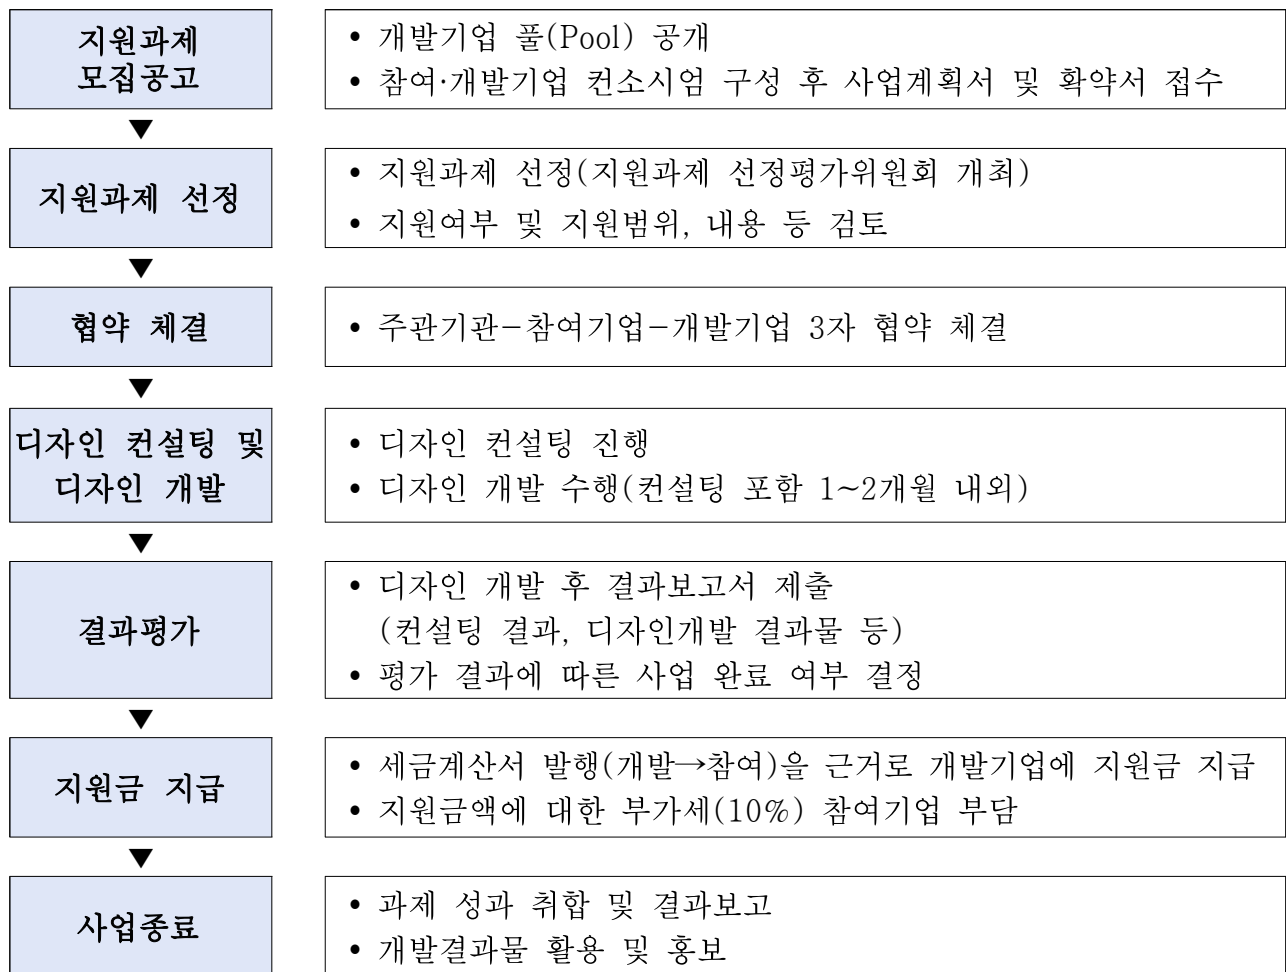 지원과제
모집공고
• 개발기업 풀(Pool) 공개
• 참여·개발기업 컨소시엄 구성 후 사업계획서 및 확약서 접수
▼
지원과제 선정
• 지원과제 선정(지원과제 선정평가위원회 개최)
• 지원여부 및 지원범위, 내용 등 검토
▼
협약 체결
• 주관기관-참여기업-개발기업 3자 협약 체결
▼
디자인 컨설팅 및
디자인 개발
• 디자인 컨설팅 진행
• 디자인 개발 수행(컨설팅 포함 1~2개월 내외)
▼
결과평가
• 디자인 개발 후 결과보고서 제출
(컨설팅 결과, 디자인개발 결과물 등)
• 평가 결과에 따른 사업 완료 여부 결정
▼
지원금 지급
• 세금계산서 발행(개발→참여)을 근거로 개발기업에 지원금 지급
• 지원금액에 대한 부가세(10%) 참여기업 부담
▼
사업종료
• 과제 성과 취합 및 결과보고
• 개발결과물 활용 및 홍보